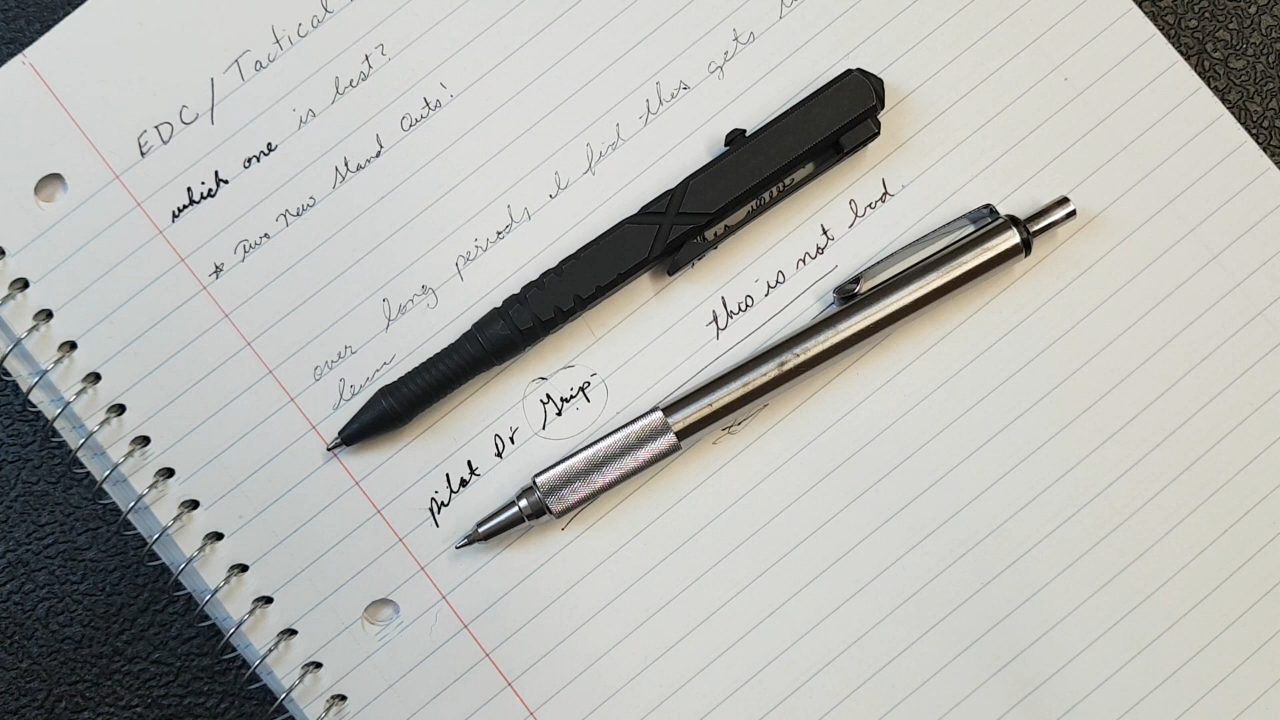 EDC/Tactical
which one is best?
* Two New Stand Outs!
over long periods, I find this gets
Pilot Dr Grip
this is not bad.